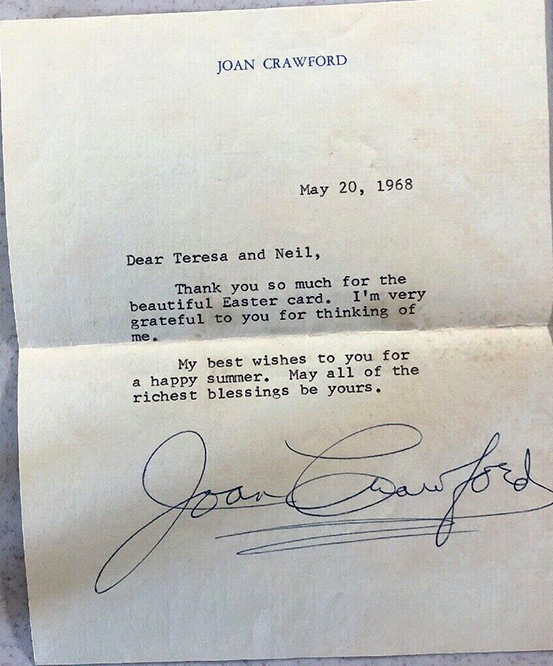 JOAN CRAWFORD
May 20, 1968
Dear Teresa and Neil,
Thank you so much for the
beautiful Easter card. I'm very
grateful to you for thinking of
me.
My best wishes to you for
a happy summer. May all of the
richest blessings be yours.
Joan Crawford